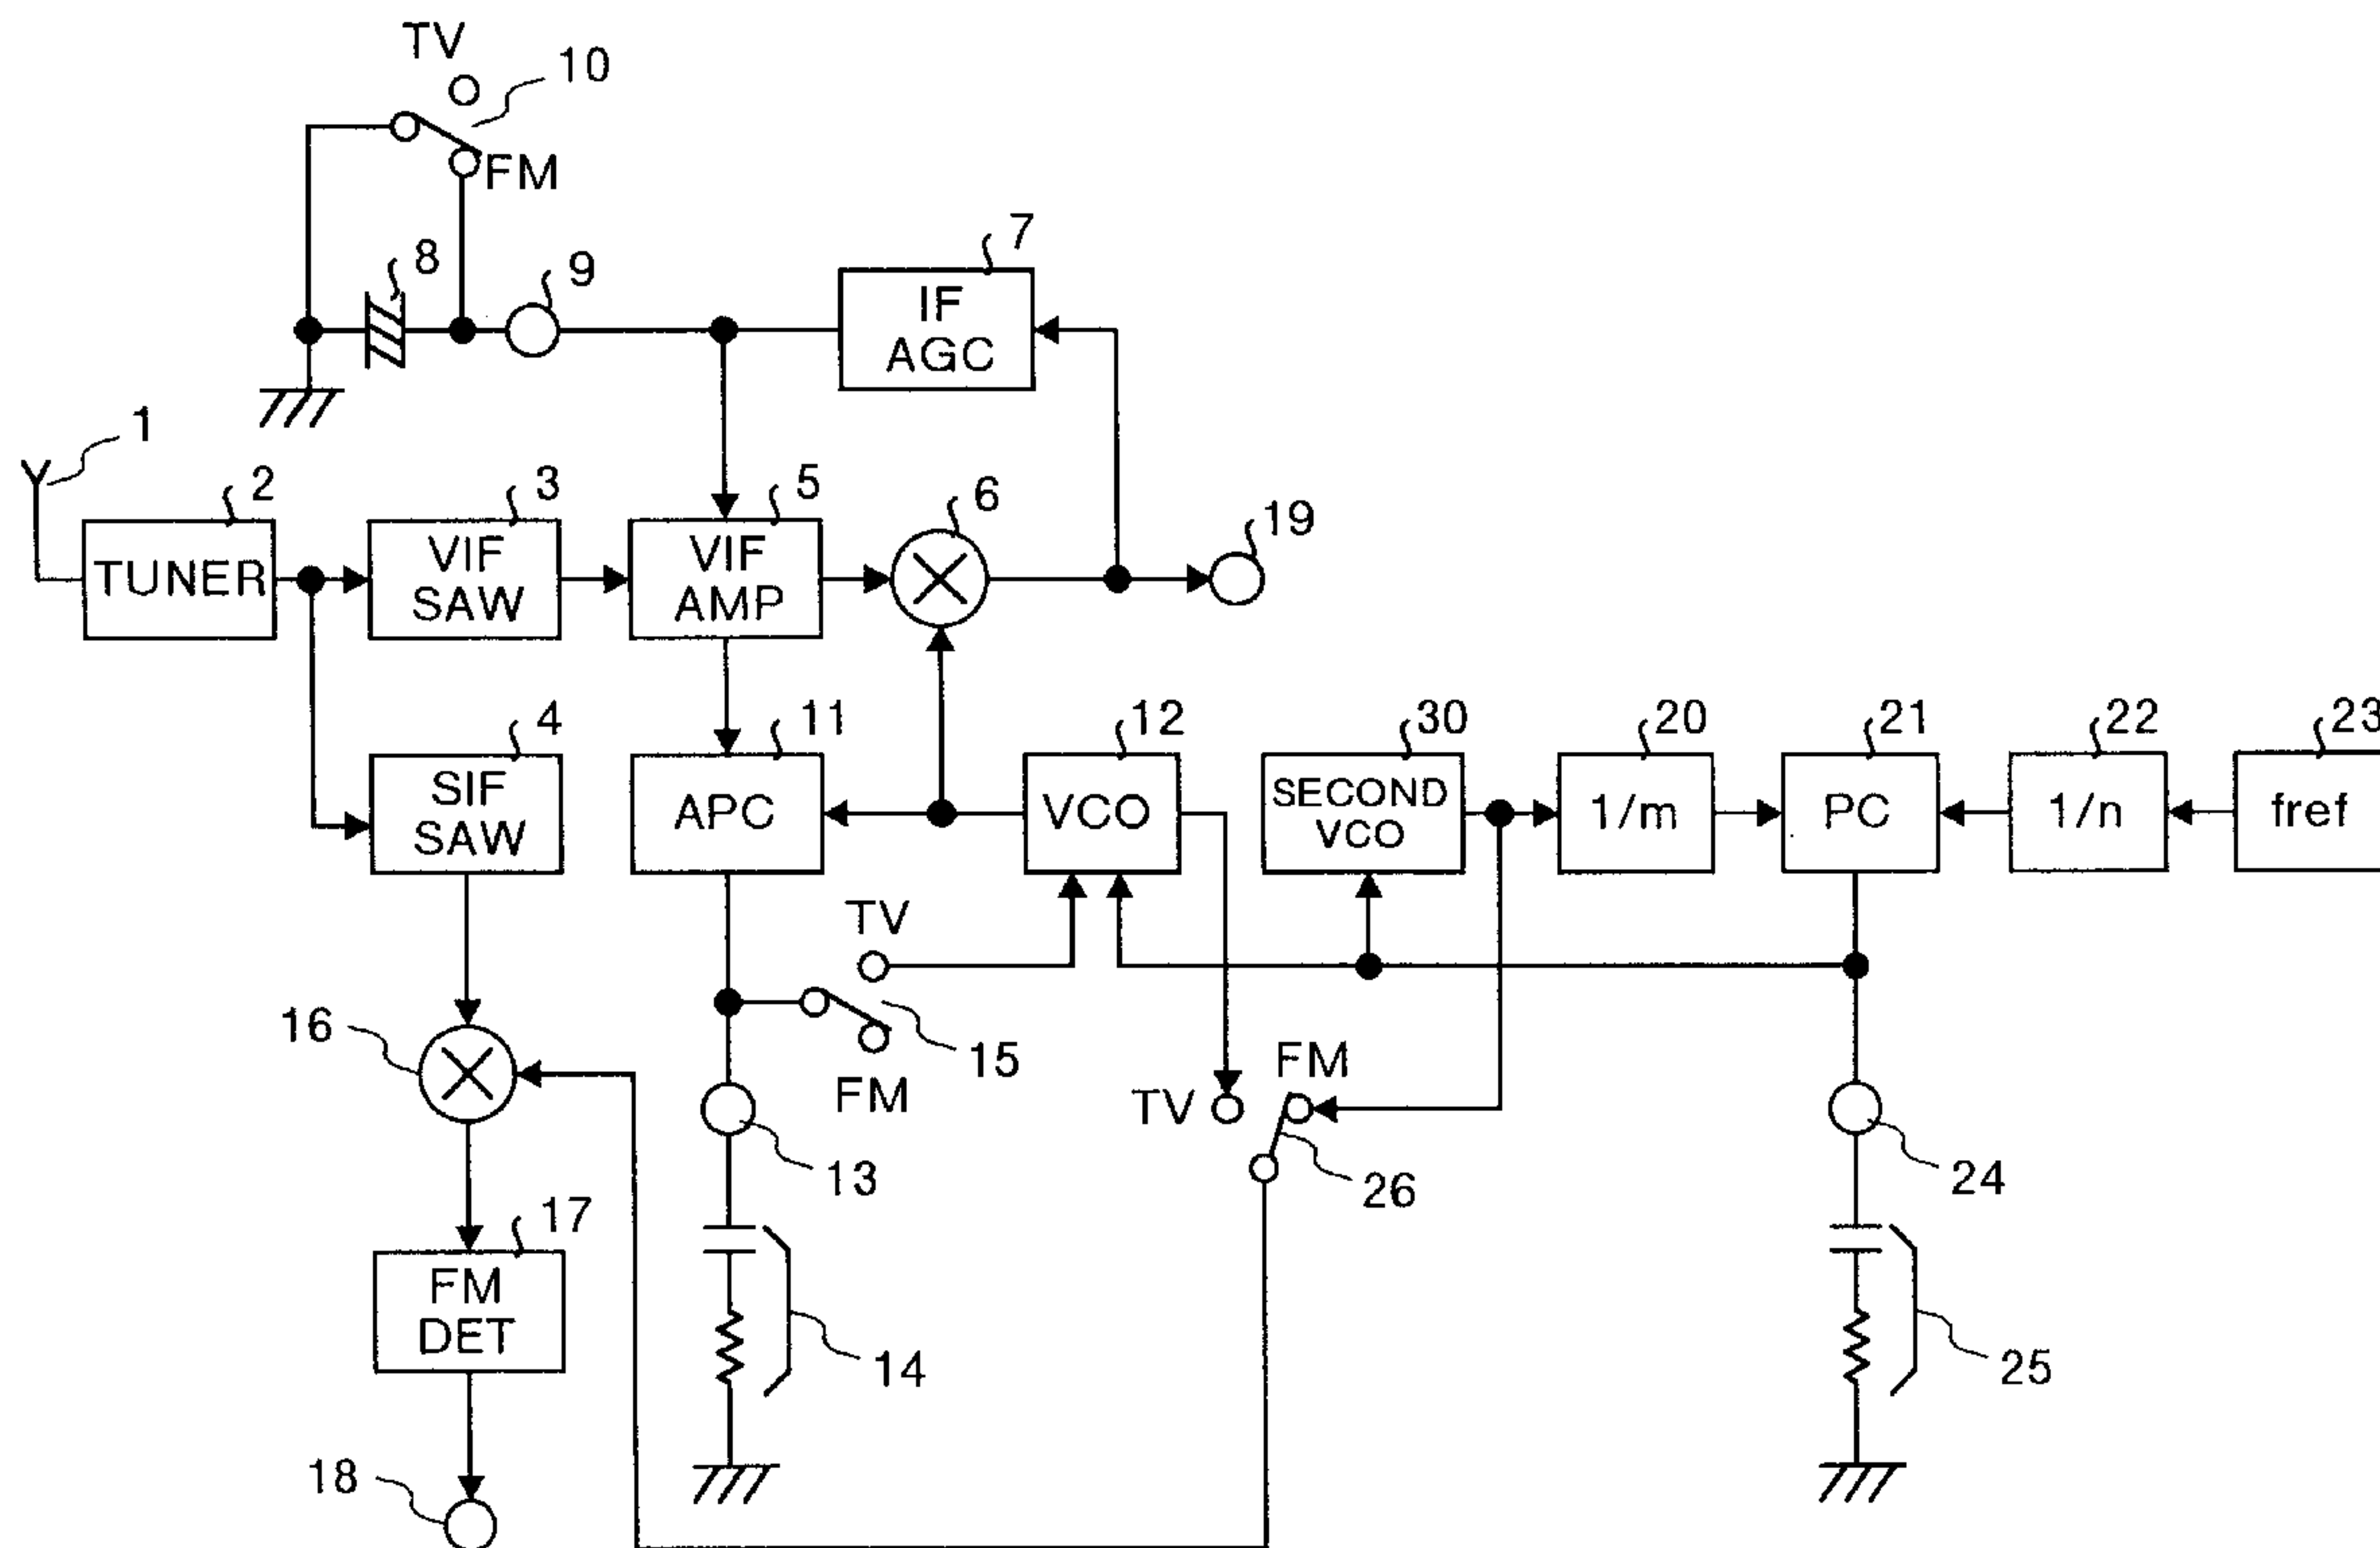 TV
10
FM
8
9
7
IF
AGC
1
2
3
5
6
19
TUNER
VIF
SAW
VIF
AMP
4
11
12
30
20
21
22
23
SIF
SAW
APC
VCO
SECOND
VCO
1/m
PC
1/n
fref
TV
16
15
FM
FM
TV
13
26
24
17
FM
DET
14
25
18